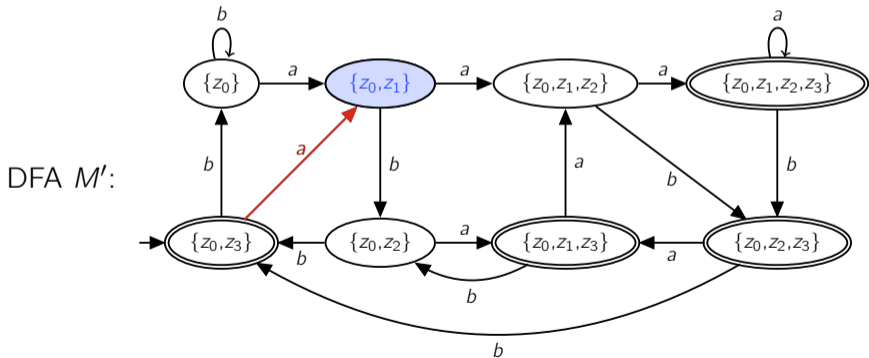 b a
{z₀} a {z₀,z₁} a {z₀,z₁,z₂} a {z₀,z₁,z₂,z₃}
DFA M′: b a b a b b
{z₀,z₃} b {z₀,z₂} a {z₀,z₁,z₃} a {z₀,z₂,z₃}
b
b